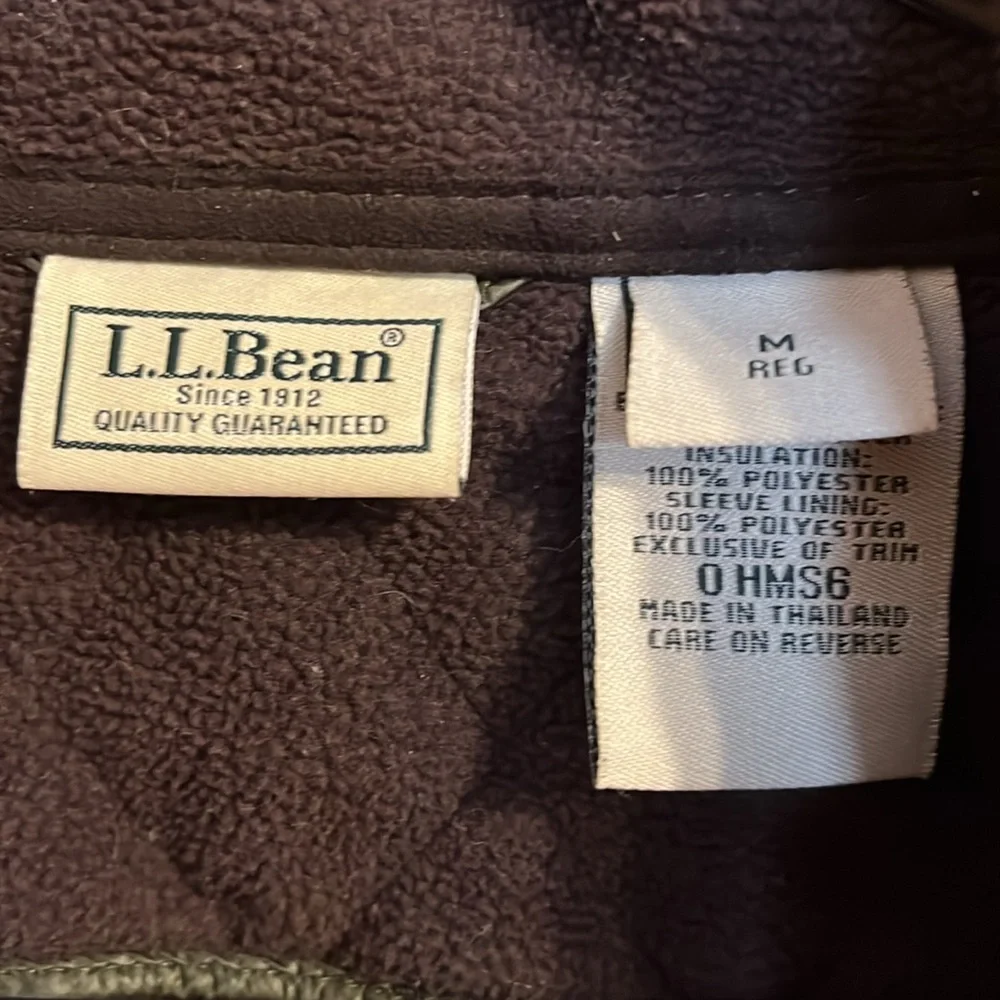 L.L.Bean®
Since 1912
QUALITY GUARANTEED
M
REG
INSULATION:
100% POLYESTER
SLEEVE LINING:
100% POLYESTER
EXCLUSIVE OF TRIM
0 HMS6
MADE IN THAILAND
CARE ON REVERSE